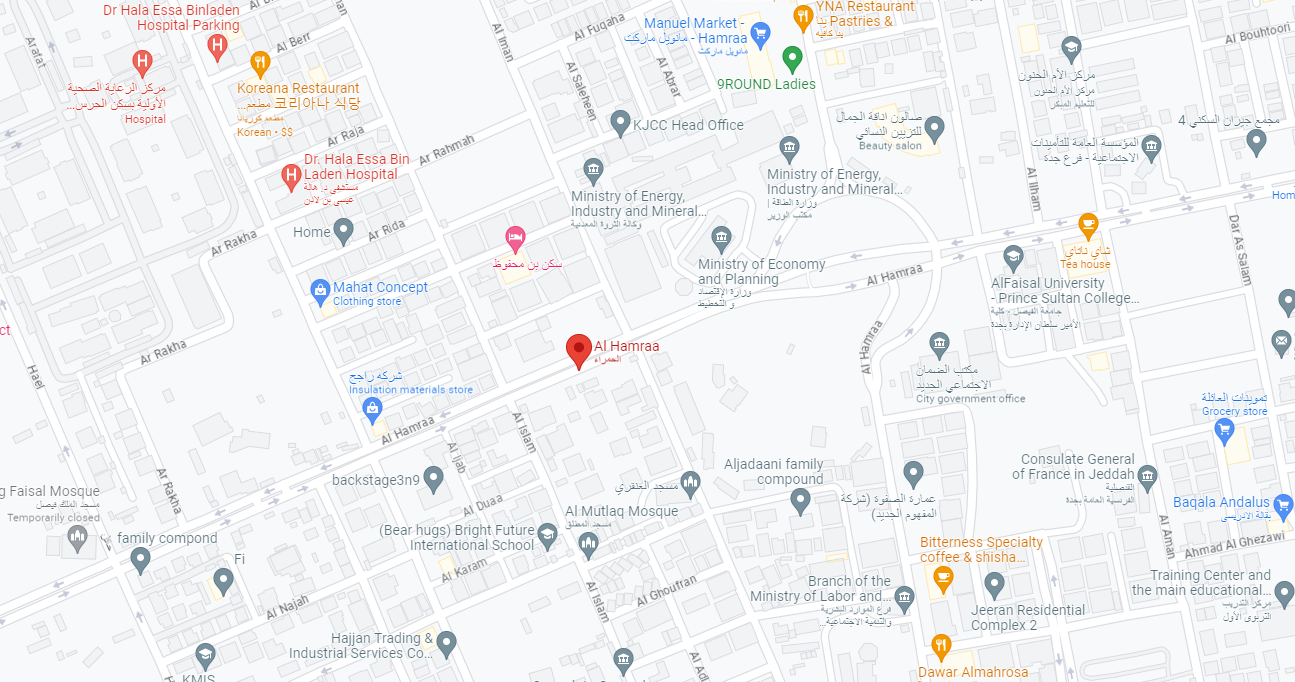 Dr Hala Essa Binladen
Hospital Parking
Al Berr
Arafat
Al Iman
Al Fuqaha
Manuel Market -
Hamraa - مانويل ماركت
مانويل ماركت
YNA Restaurant
Pastries & ينا
ينا كافيه
Al Bouhtoori
مركز الرعاية الصحية
الأولية بسكن الحرس...
Hospital
Koreana Restaurant
코리아나 식당 مطعم...
مطعم كوريانا
Korean • $$
Al Saleheen
Al Abrar
9ROUND Ladies
مركز الأم الحنون
مركز الأم الحنون
للتعليم المبكر
Ar Raja
Ar Rahmah
KJCC Head Office
صالون اناقة الجمال
للتزيين النسائي
Beauty salon
مجمع جيران السكني 4
المؤسسة العامة للتأمينات
الاجتماعية - فرع جدة
Dr. Hala Essa Bin
Laden Hospital
مستشفى د. هالة
عيسى بن لادن
Ministry of Energy,
Industry and Mineral...
وكالة الثروة المعدنية
Ministry of Energy,
Industry and Mineral...
وزارة الطاقة |
مكتب الوزير
Al Ilham
Hom
Home
Ar Rida
Ar Rakha
سكن بن محفوظ
Ministry of Economy
and Planning
وزارة الإقتصاد
و التخطيط
Al Hamraa
شاي ناتاي
Tea house
Dar As Salam
AlFaisal University
- Prince Sultan College...
جامعة الفيصل - كلية
الأمير سلطان الإدارة بجدة
Mahat Concept
Clothing store
ct
Ar Rakha
Hael
Al Hamraa
الحمراء
Al Hamraa
مكتب الضمان
الاجتماعي الجديد
City government office
شركه راجح
Insulation materials store
Al Hamraa
تموينات العائلة
Grocery store
Al Islam
Al Ijab
backstage3n9
Ar Rakha
Aljadaani family
compound
مسجد العنقري
عمارة الصفوة (شركة
المفهوم الجديد)
Consulate General
of France in Jeddah
القنصلية
الفرنسية العامة بجدة
g Faisal Mosque
مسجد الملك فيصل
Temporarily closed
Al Duaa
Al Mutlaq Mosque
مسجد المطلق
Baqala Andalus
بقالة الاندريسي
family compond
(Bear hugs) Bright Future
International School
Bitterness Specialty
coffee & shisha...
Al Aman
Ahmad Al Ghezawi
Fi
Al Karam
Al Islam
Al Ghoufran
Branch of the
Ministry of Labor and...
فرع الموارد البشرية
والتنمية الاجتماعية...
Jeeran Residential
Complex 2
Training Center and
the main educational...
مركز التدريب
التربوي الأول
Al Najah
Hajjan Trading &
Industrial Services Co...
KMIS
Al Adl
Dawar Almahrosa